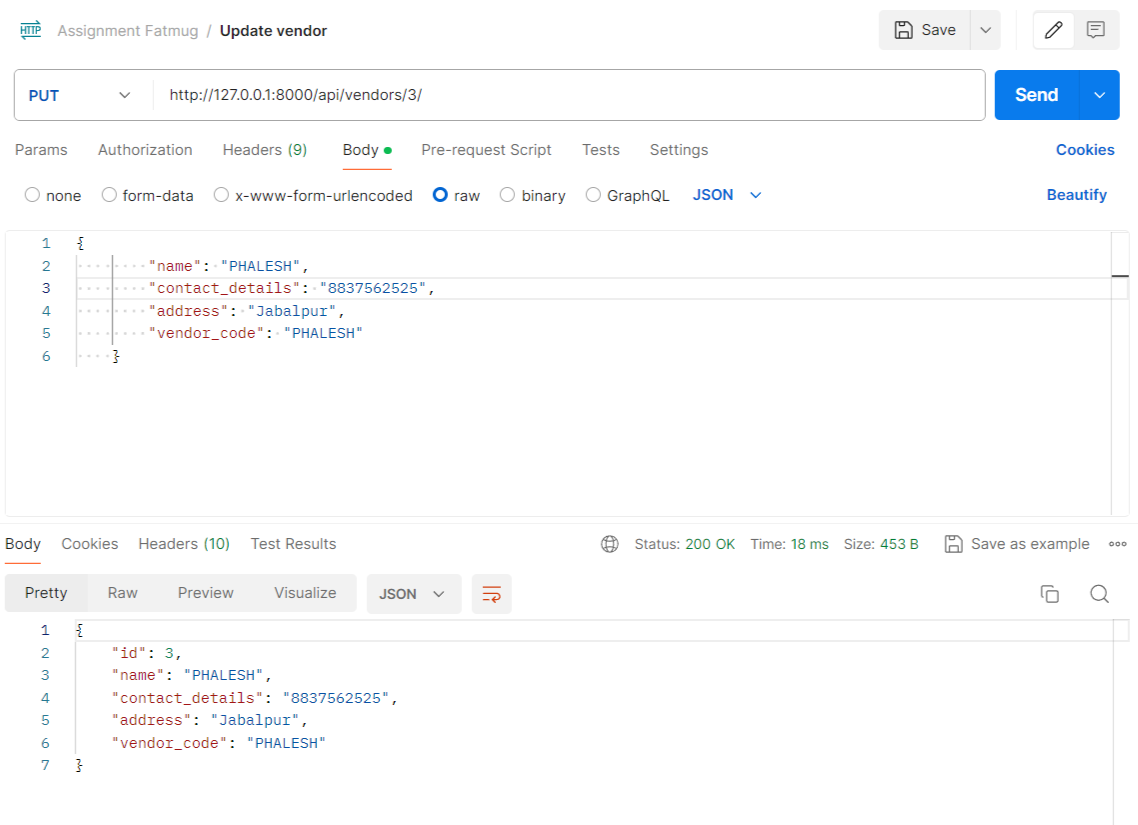 HTTP Assignment Fatmug / Update vendor Save
PUT http://127.0.0.1:8000/api/vendors/3/ Send
Params Authorization Headers (9) Body Pre-request Script Tests Settings Cookies
none form-data x-www-form-urlencoded raw binary GraphQL JSON Beautify
1 {
2 "name": "PHALESH",
3 "contact_details": "8837562525",
4 "address": "Jabalpur",
5 "vendor_code": "PHALESH"
6 }
Body Cookies Headers (10) Test Results Status: 200 OK Time: 18 ms Size: 453 B Save as example
Pretty Raw Preview Visualize JSON
1 {
2 "id": 3,
3 "name": "PHALESH",
4 "contact_details": "8837562525",
5 "address": "Jabalpur",
6 "vendor_code": "PHALESH"
7 }